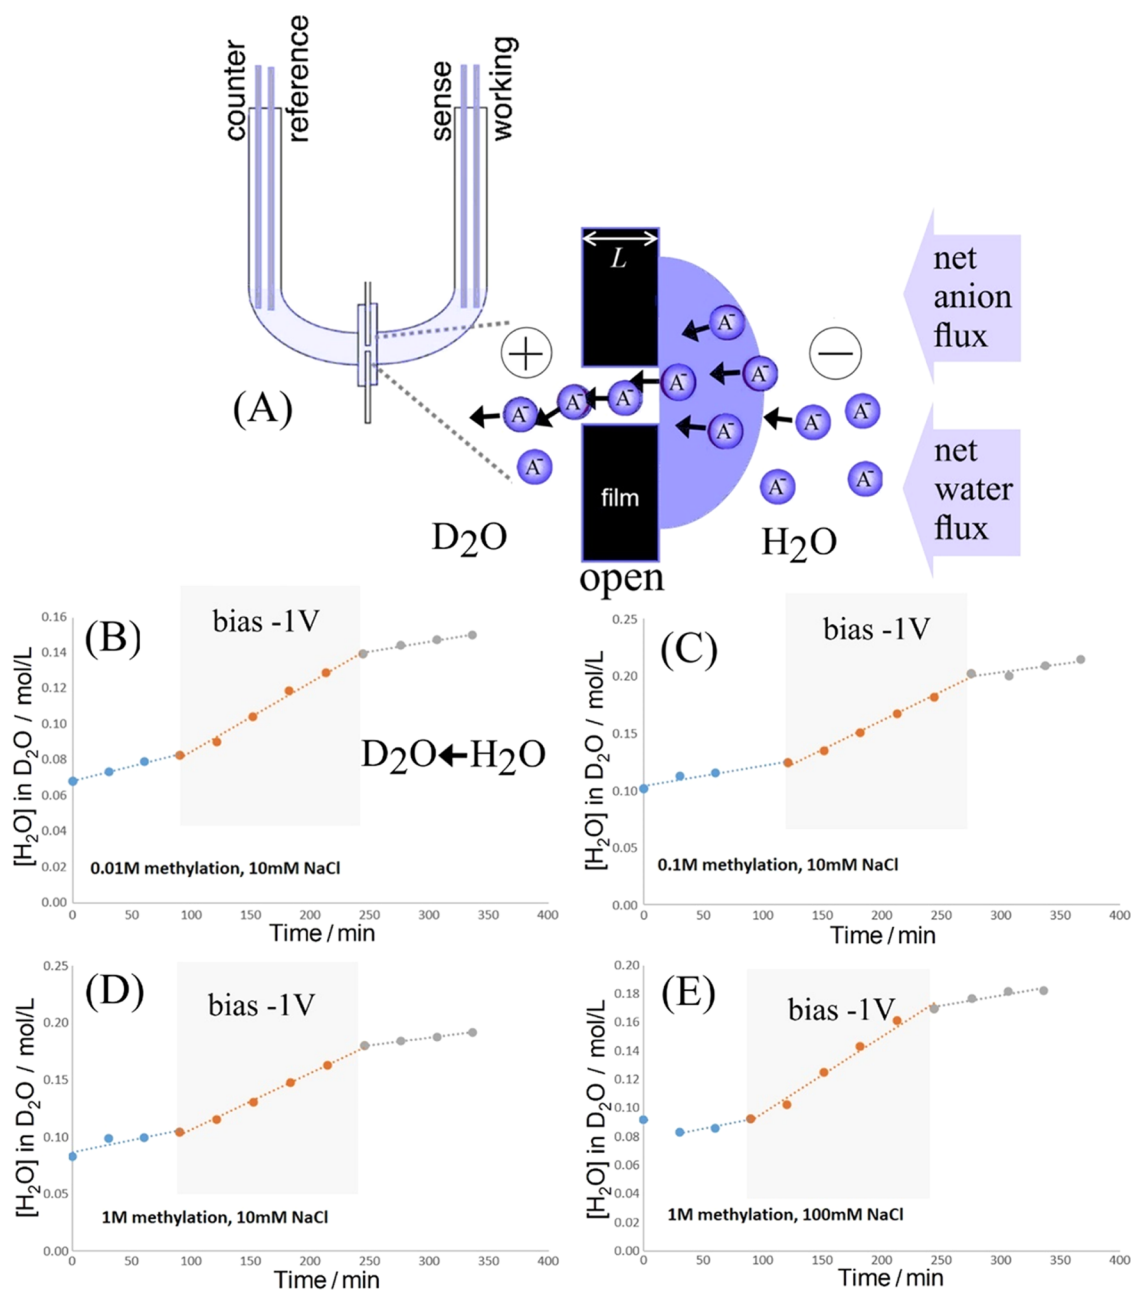 counter
reference
sense
working
L
net
anion
flux
+
−
A-
A-
A-
A-
A-
A-
A-
A-
A-
A-
A-
A-
(A)
film
net
water
flux
D2O
H2O
open
(B)
bias -1V
[H2O] in D2O / mol/L
0.16
0.14
0.12
0.10
0.08
0.06
0.04
0.02
0.00
D2O←H2O
0.01M methylation, 10mM NaCl
0 50 100 150 200 250 300 350 400
Time / min
(C)
bias -1V
[H2O] in D2O / mol/L
0.25
0.20
0.15
0.10
0.05
0.00
0.1M methylation, 10mM NaCl
0 50 100 150 200 250 300 350 400
Time / min
(D)
bias -1V
[H2O] in D2O / mol/L
0.25
0.20
0.15
0.10
0.05
0.00
1M methylation, 10mM NaCl
0 50 100 150 200 250 300 350 400
Time / min
(E)
bias -1V
[H2O] in D2O / mol/L
0.20
0.18
0.16
0.14
0.12
0.10
0.08
0.06
0.04
0.02
0.00
1M methylation, 100mM NaCl
0 50 100 150 200 250 300 350 400
Time / min